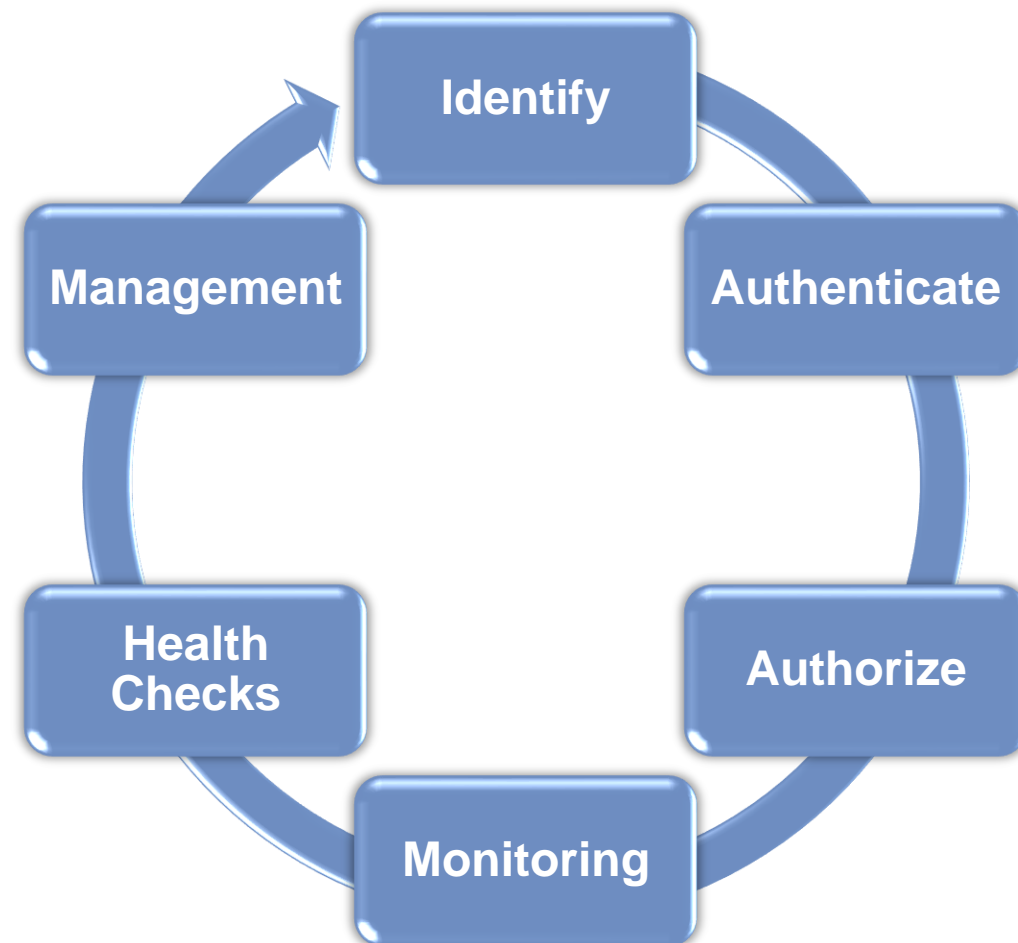 Identify
Authenticate
Authorize
Monitoring
Health
Checks
Management